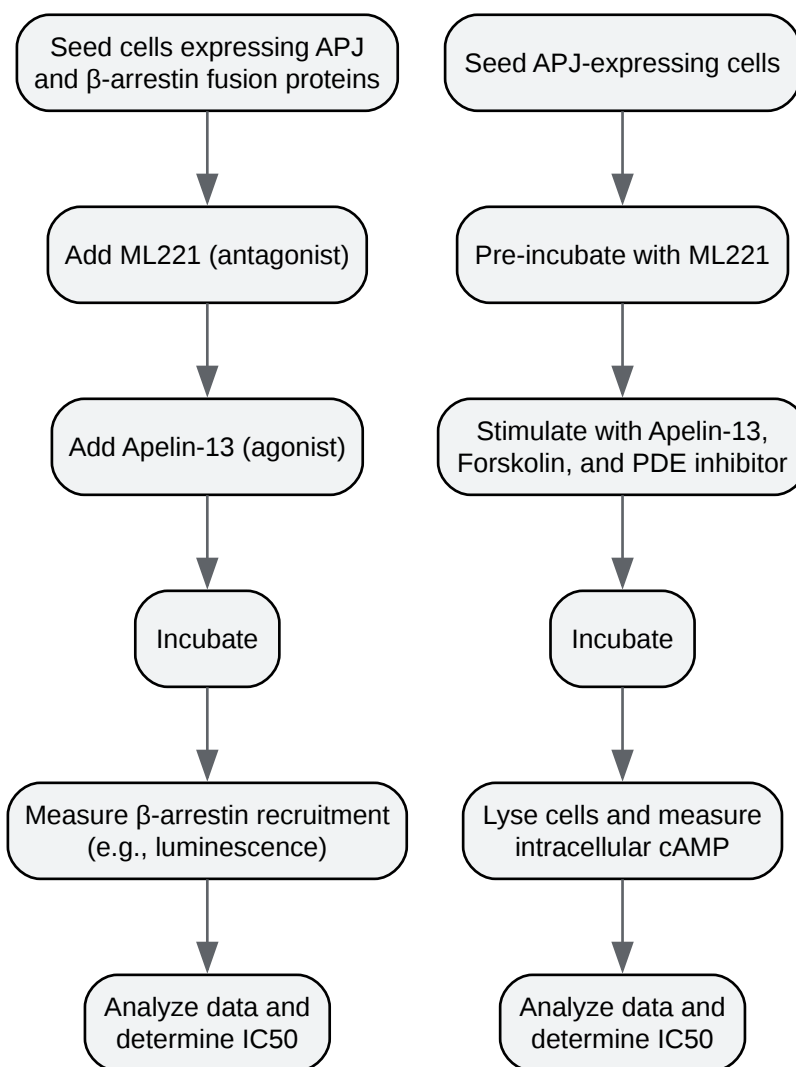 Seed cells expressing APJ
and β-arrestin fusion proteins
Add ML221 (antagonist)
Add Apelin-13 (agonist)
Incubate
Measure β-arrestin recruitment
(e.g., luminescence)
Analyze data and
determine IC50
Seed APJ-expressing cells
Pre-incubate with ML221
Stimulate with Apelin-13,
Forskolin, and PDE inhibitor
Incubate
Lyse cells and measure
intracellular cAMP
Analyze data and
determine IC50